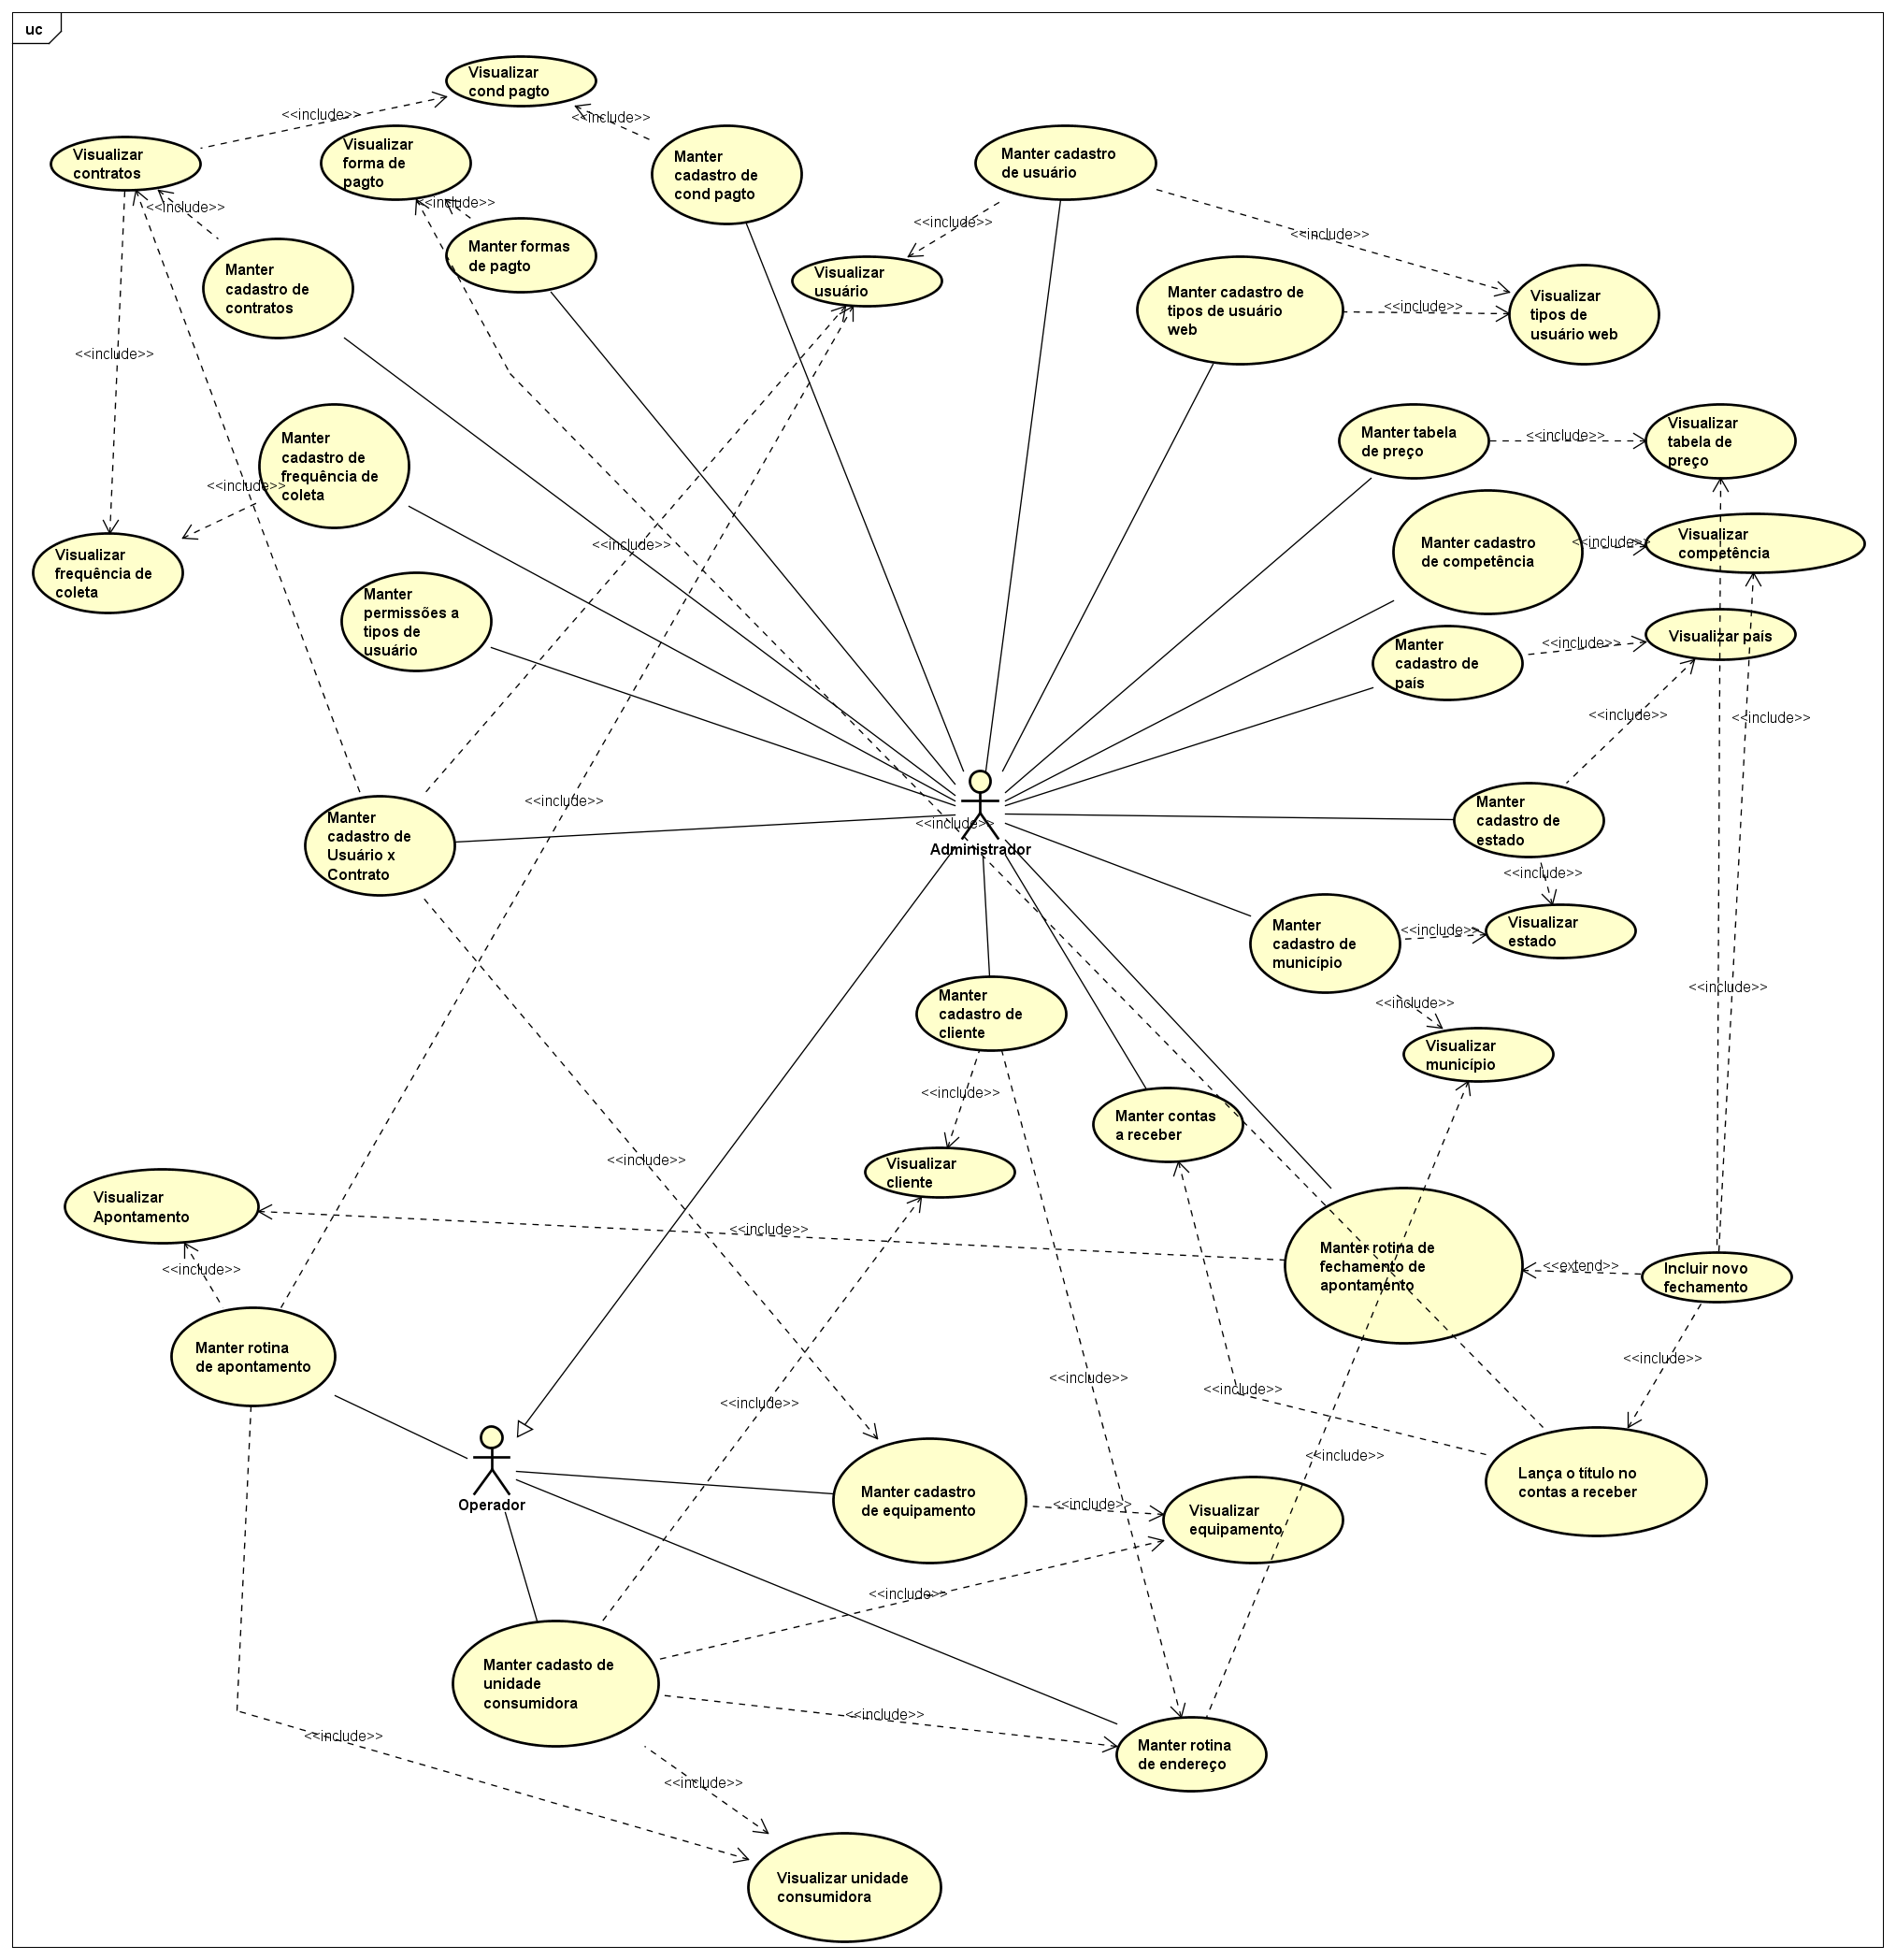 uc
Visualizar
cond pagto
<<include>>
<<include>>
Visualizar
contratos
Visualizar
forma de
pagto
Manter
cadastro de
cond pagto
Manter cadastro
de usuário
<<include>>
<<include>>
<<include>>
<<include>>
Manter formas
de pagto
Manter
cadastro de
contratos
Visualizar
usuário
Manter cadastro de
tipos de usuário
web
<<include>>
Visualizar
tipos de
usuário web
<<include>>
Manter
cadastro de
frequência de
coleta
<<include>>
Manter tabela
de preço
<<include>>
Visualizar
tabela de
preço
Visualizar
frequência de
coleta
<<include>>
Manter cadastro
de competência
<<include>>
Visualizar
competência
Manter
permissões a
tipos de
usuário
Manter
cadastro de
país
<<include>>
Visualizar país
<<include>>
<<include>>
<<include>>
Manter
cadastro de
Usuário x
Contrato
<<include>>
Administrador
Manter
cadastro de
estado
<<include>>
Manter
cadastro de
município
<<include>>
Visualizar
estado
<<include>>
<<include>>
Manter
cadastro de
cliente
Visualizar
município
<<include>>
Manter contas
a receber
<<include>>
Visualizar
cliente
Visualizar
Apontamento
<<include>>
<<include>>
Manter rotina de
fechamento de
apontamento
<<extend>>
Incluir novo
fechamento
Manter rotina
de apontamento
<<include>>
<<include>>
<<include>>
<<include>>
Operador
Manter cadastro
de equipamento
<<include>>
Visualizar
equipamento
<<include>>
Lança o título no
contas a receber
<<include>>
Manter cadasto de
unidade
consumidora
<<include>>
<<include>>
Manter rotina
de endereço
<<include>>
Visualizar unidade
consumidora